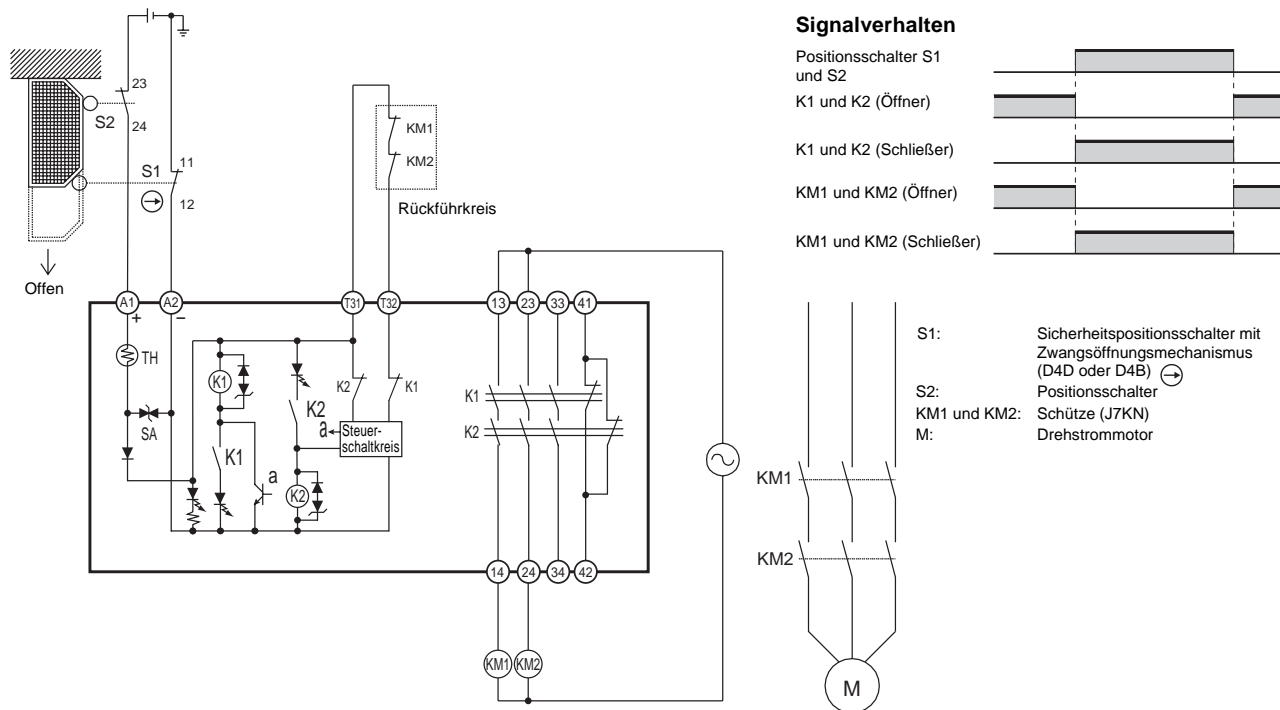 Signalverhalten
Positionsschalter S1
und S2
K1 und K2 (Öffner)
K1 und K2 (Schließer)
KM1 und KM2 (Öffner)
KM1 und KM2 (Schließer)
23
S2
24
11
S1
12
Offen
KM1
KM2
Rückführkreis
A1
A2
T31
T32
13
23
33
41
+
–
TH
SA
K1
K1
a
K2
K2
K2
K1
a
Steuer-
schaltkreis
K1
K2
14
24
34
42
KM1
KM2
S1: Sicherheitspositionsschalter mit
Zwangsöffnungsmechanismus
(D4D oder D4B)
S2: Positionsschalter
KM1 und KM2: Schütze (J7KN)
M: Drehstrommotor
KM1
KM2
M